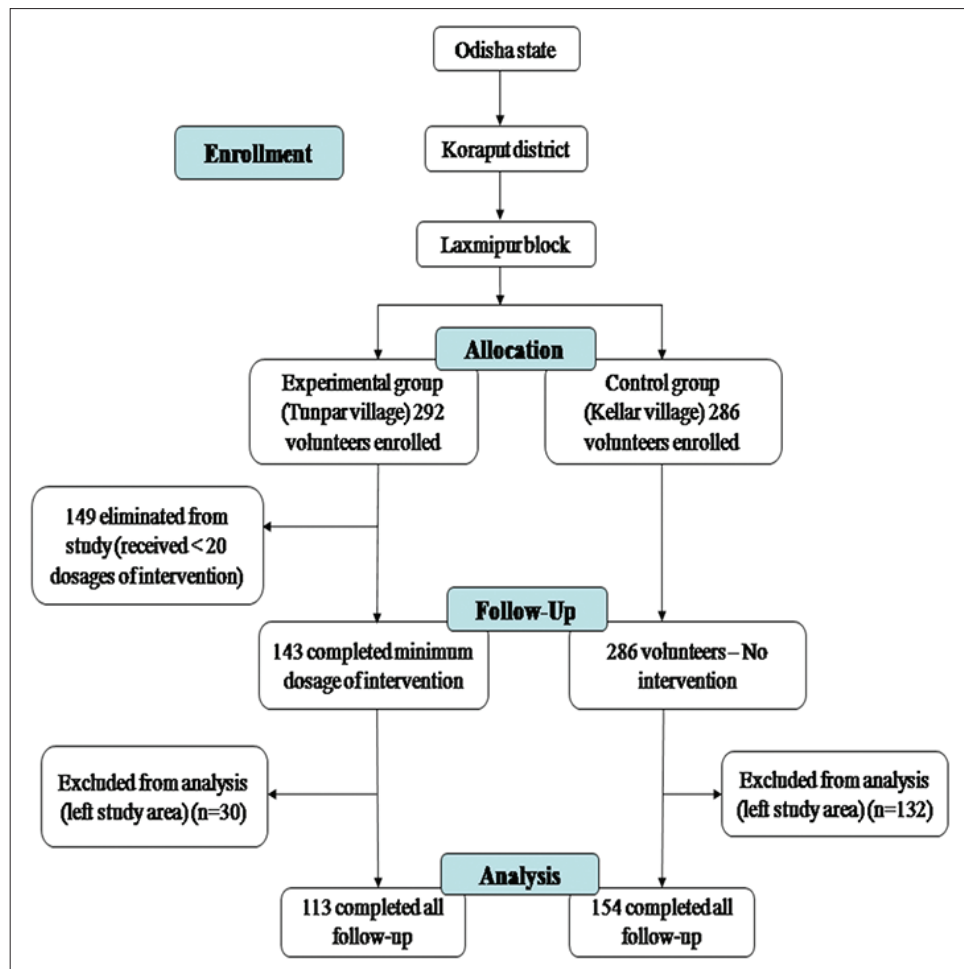 Odisha state
Enrollment
Koraput district
Laxmipur block
Allocation
Experimental group
(Tunpar village) 292
volunteers enrolled
Control group
(Kellar village) 286
volunteers enrolled
149 eliminated from
study (received < 20
dosages of intervention)
Follow-Up
143 completed minimum
dosage of intervention
286 volunteers – No
intervention
Excluded from analysis
(left study area) (n=30)
Excluded from analysis
(left study area) (n=132)
Analysis
113 completed all
follow-up
154 completed all
follow-up